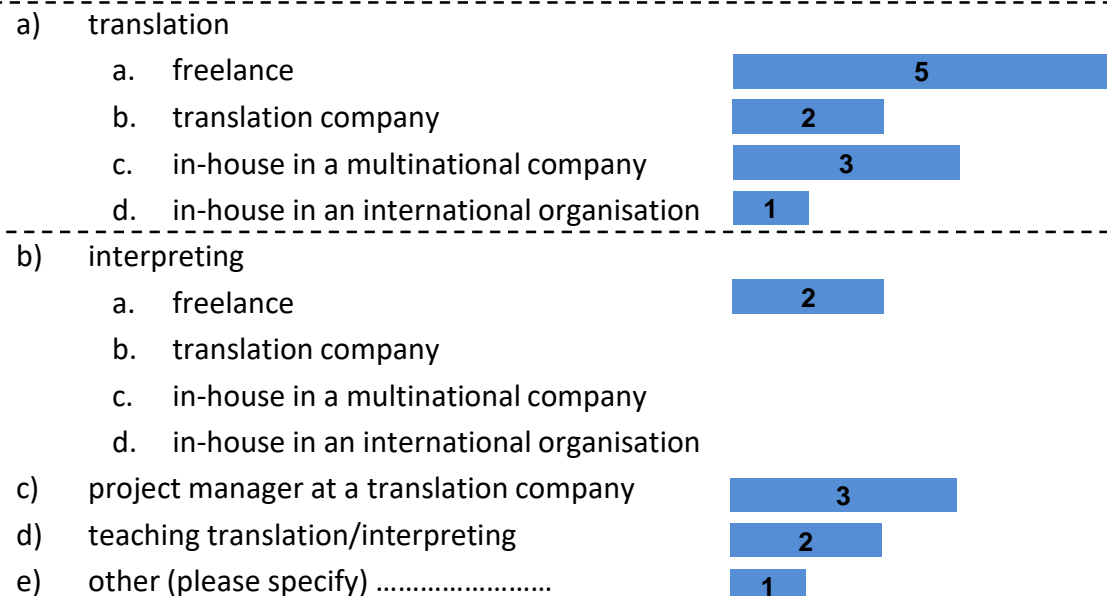 a) translation
a. freelance 5
b. translation company 2
c. in-house in a multinational company 3
d. in-house in an international organisation 1
b) interpreting
a. freelance 2
b. translation company
c. in-house in a multinational company
d. in-house in an international organisation
c) project manager at a translation company 3
d) teaching translation/interpreting 2
e) other (please specify) …………………… 1